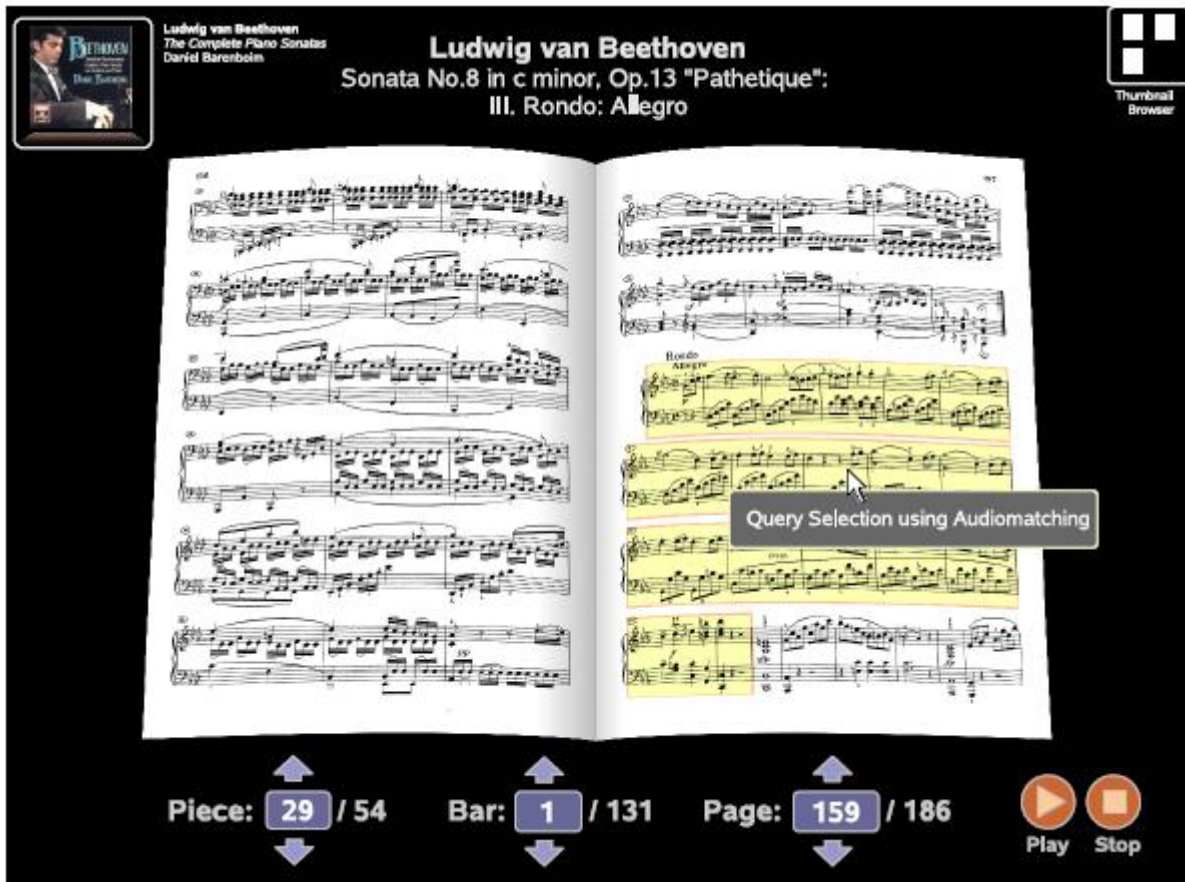 Ludwig van Beethoven
The Complete Piano Sonatas
Daniel Barenboim
BEETHOVEN
Ludwig van Beethoven
Sonata No.8 in c minor, Op.13 "Pathetique":
III. Rondo: Allegro
Thumbnail
Browser
Rondo
Allegro
Query Selection using Audiomatching
pp
Piece: 29 / 54
Bar: 1 / 131
Page: 159 / 186
Play
Stop